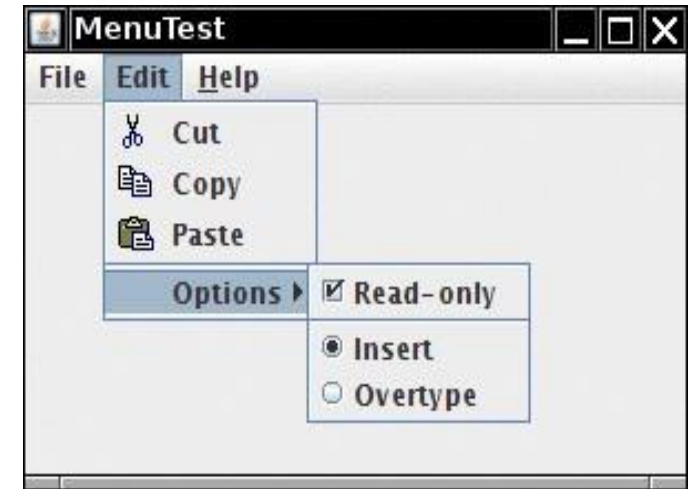 MenuTest
File Edit Help
Cut
Copy
Paste
Options
Read-only
Insert
Overtype